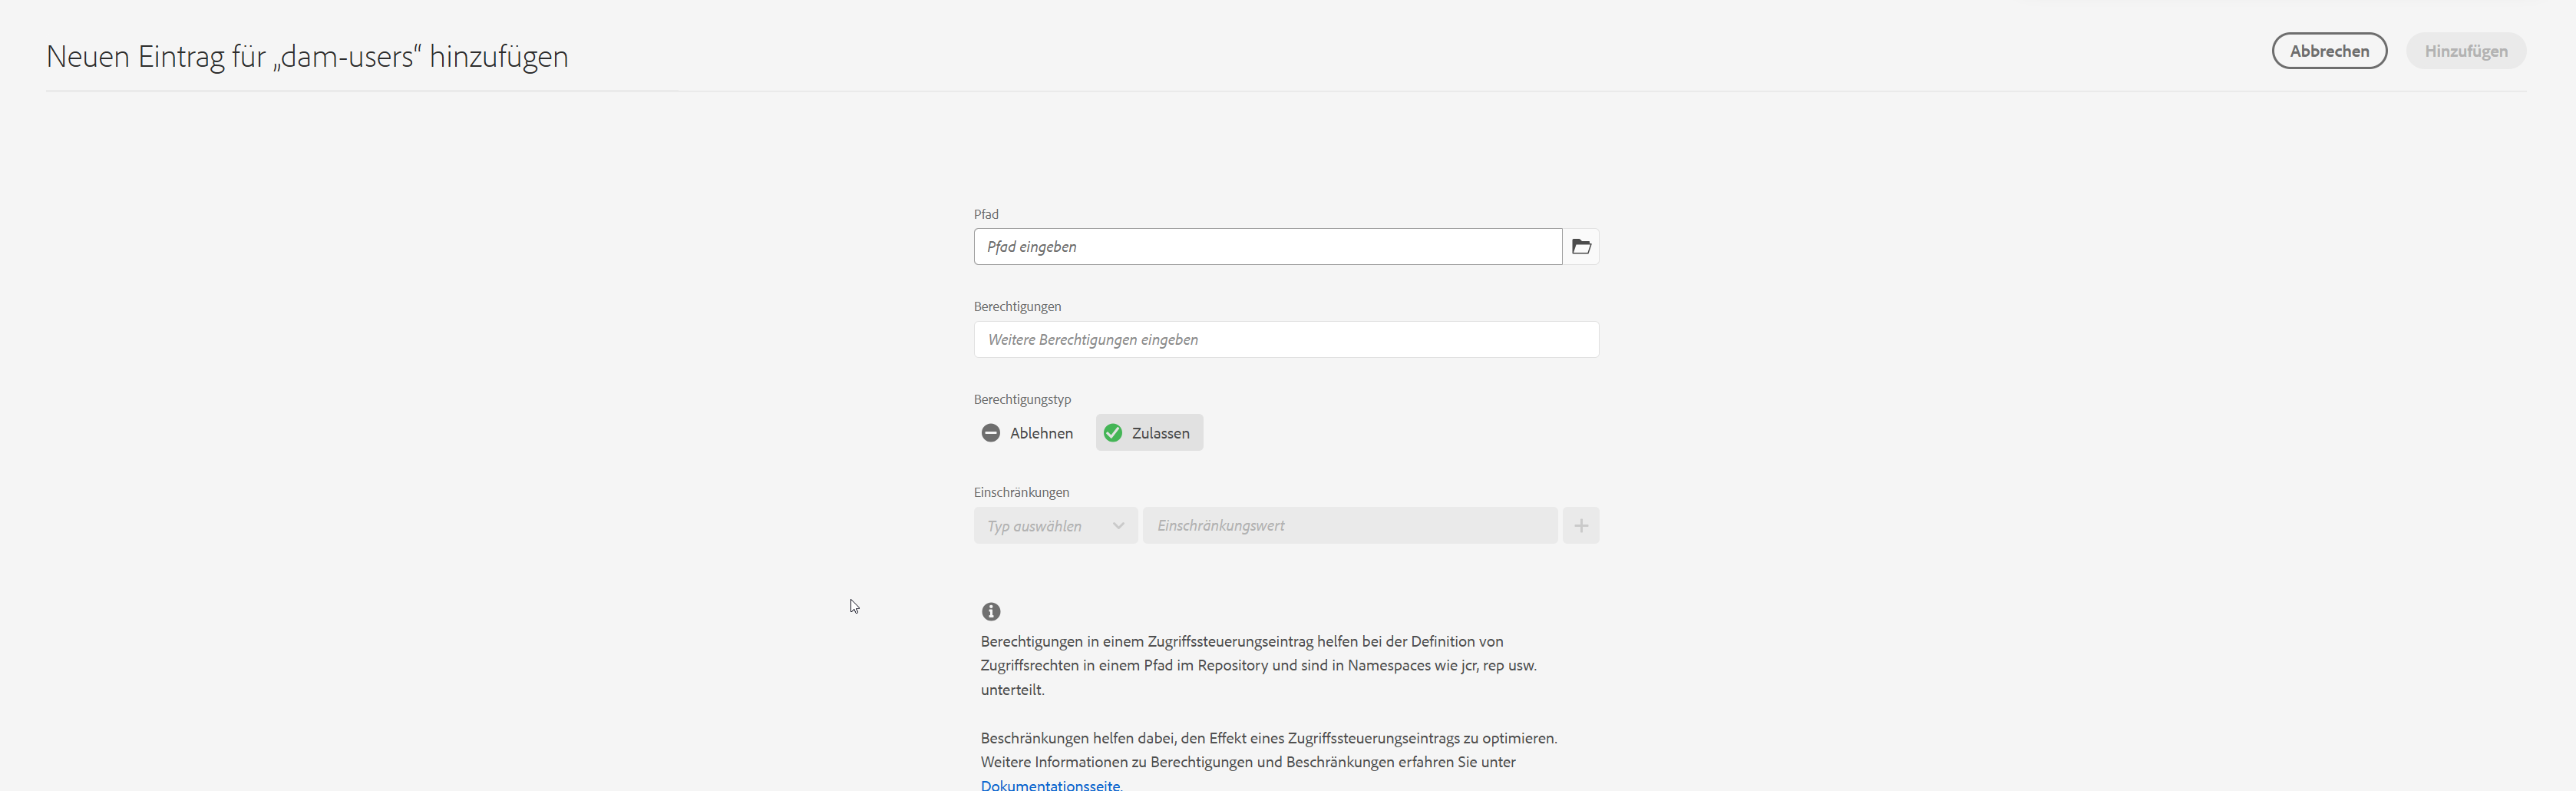 Neuen Eintrag für „dam-users“ hinzufügen
Abbrechen
Hinzufügen
Pfad
Pfad eingeben
Berechtigungen
Weitere Berechtigungen eingeben
Berechtigungstyp
Ablehnen
Zulassen
Einschränkungen
Typ auswählen
Einschränkungswert
Berechtigungen in einem Zugriffssteuerungseintrag helfen bei der Definition von
Zugriffsrechten in einem Pfad im Repository und sind in Namespaces wie jcr, rep usw.
unterteilt.
Beschränkungen helfen dabei, den Effekt eines Zugriffssteuerungseintrags zu optimieren.
Weitere Informationen zu Berechtigungen und Beschränkungen erfahren Sie unter
Dokumentationsseite.